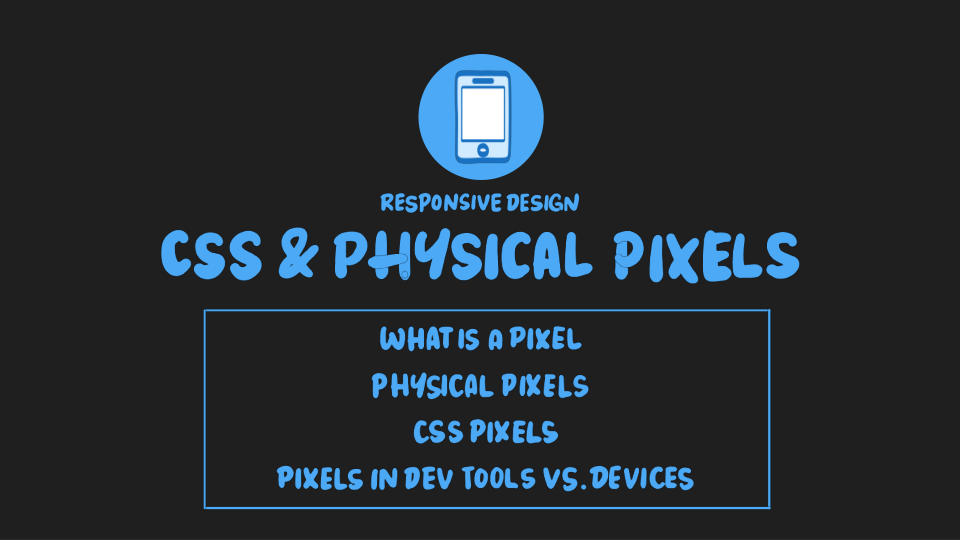 RESPONSIVE DESIGN
CSS & PHYSICAL PIXELS
WHAT IS A PIXEL
PHYSICAL PIXELS
CSS PIXELS
PIXELS IN DEV TOOLS VS. DEVICES